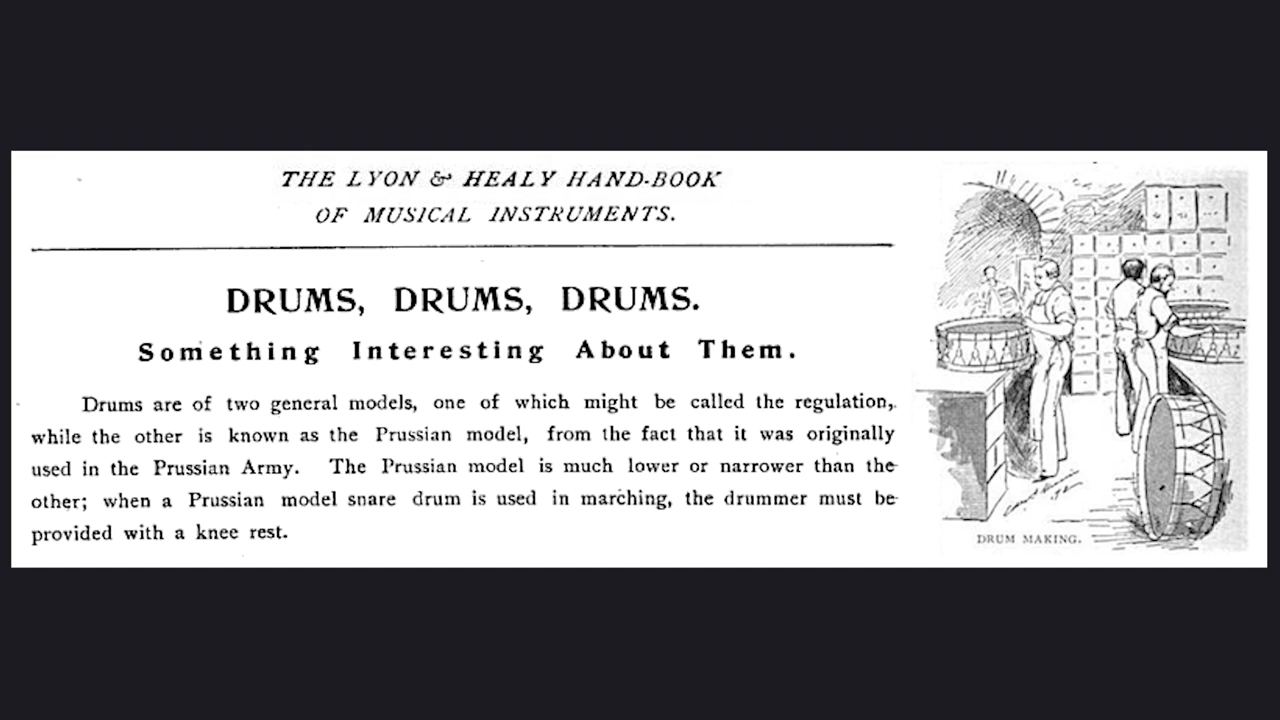 THE LYON & HEALY HAND-BOOK
OF MUSICAL INSTRUMENTS.
DRUMS, DRUMS, DRUMS.
Something Interesting About Them.
Drums are of two general models, one of which might be called the regulation,
while the other is known as the Prussian model, from the fact that it was originally
used in the Prussian Army. The Prussian model is much lower or narrower than the
other; when a Prussian model snare drum is used in marching, the drummer must be
provided with a knee rest.
DRUM MAKING.